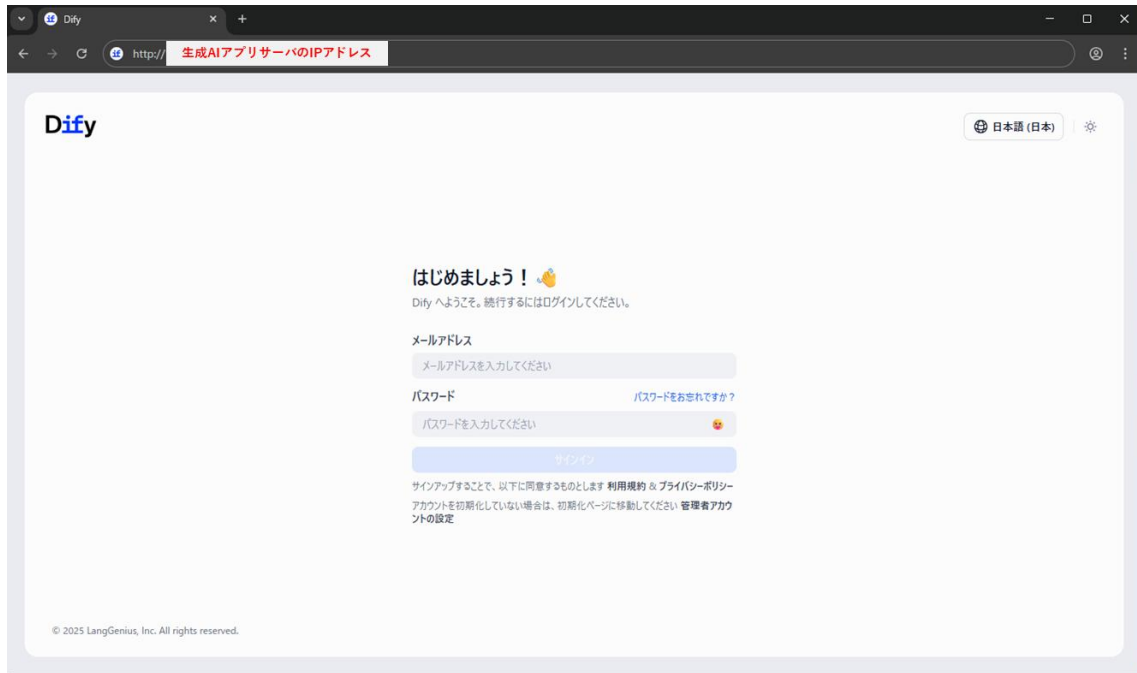 Dify
http:// 生成AIアプリサーバのIPアドレス
Dify
日本語 (日本)
はじめましょう！
Dify へようこそ。続行するにはログインしてください。
メールアドレス
メールアドレスを入力してください
パスワード パスワードをお忘れですか？
パスワードを入力してください
サインイン
サインアップすることで、以下に同意するものとします 利用規約 & プライバシーポリシー
アカウントを初期化していない場合は、初期化ページに移動してください 管理者アカウ
ントの設定
© 2025 LangGenius, Inc. All rights reserved.